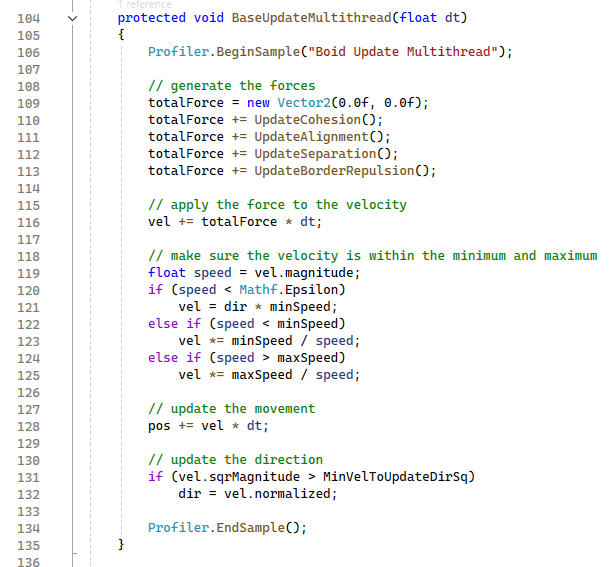 1 reference
104 protected void BaseUpdateMultithread(float dt)
105 {
106 Profiler.BeginSample("Boid Update Multithread");
107
108 // generate the forces
109 totalForce = new Vector2(0.0f, 0.0f);
110 totalForce += UpdateCohesion();
111 totalForce += UpdateAlignment();
112 totalForce += UpdateSeparation();
113 totalForce += UpdateBorderRepulsion();
114
115 // apply the force to the velocity
116 vel += totalForce * dt;
117
118 // make sure the velocity is within the minimum and maximum
119 float speed = vel.magnitude;
120 if (speed < Mathf.Epsilon)
121 vel = dir * minSpeed;
122 else if (speed < minSpeed)
123 vel *= minSpeed / speed;
124 else if (speed > maxSpeed)
125 vel *= maxSpeed / speed;
126
127 // update the movement
128 pos += vel * dt;
129
130 // update the direction
131 if (vel.sqrMagnitude > MinVelToUpdateDirSq)
132 dir = vel.normalized;
133
134 Profiler.EndSample();
135 }
136